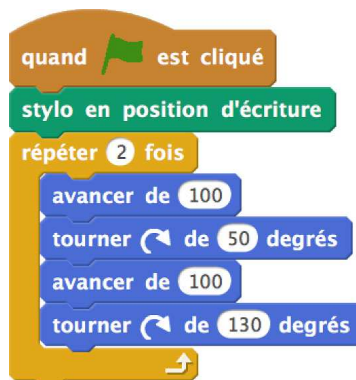 quand est cliqué
stylo en position d'écriture
répéter 2 fois
avancer de 100
tourner de 50 degrés
avancer de 100
tourner de 130 degrés